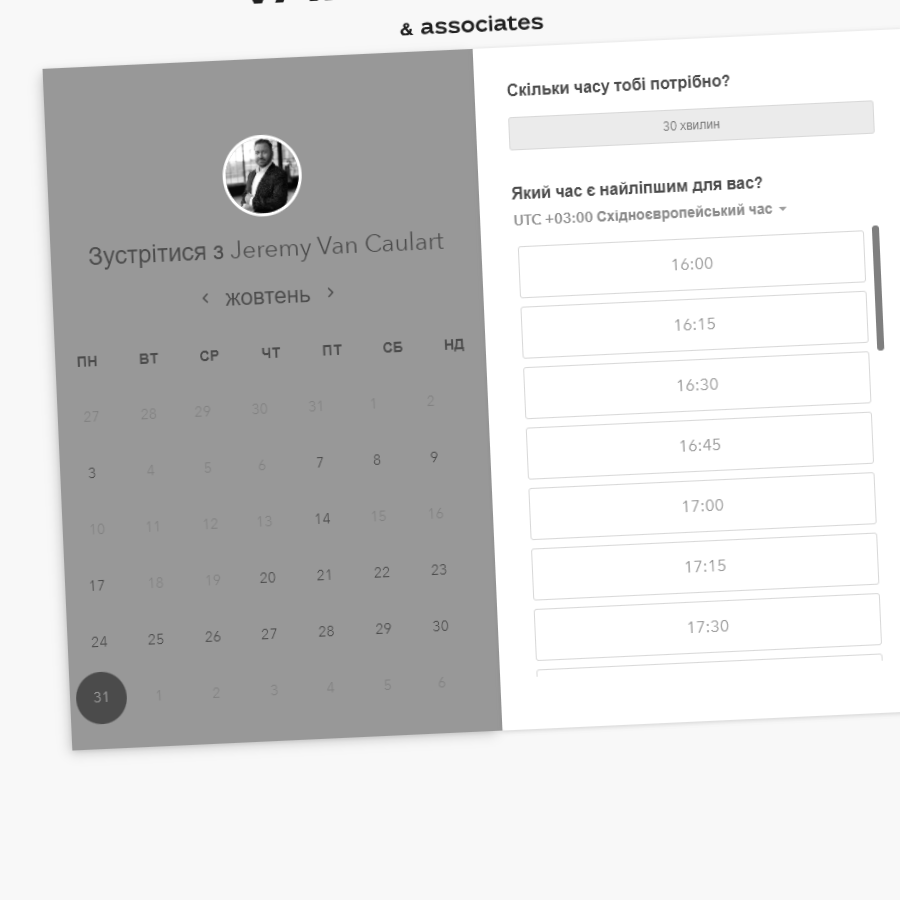 & associates
Зустрітися з Jeremy Van Caulart
жовтень
ПН ВТ СР ЧТ ПТ СБ НД
27 28 29 30 31 1 2
3 4 5 6 7 8 9
10 11 12 13 14 15 16
17 18 19 20 21 22 23
24 25 26 27 28 29 30
31 1 2 3 4 5 6
Скільки часу тобі потрібно?
30 хвилин
Який час є найліпшим для вас?
UTC +03:00 Східноєвропейський час
16:00
16:15
16:30
16:45
17:00
17:15
17:30